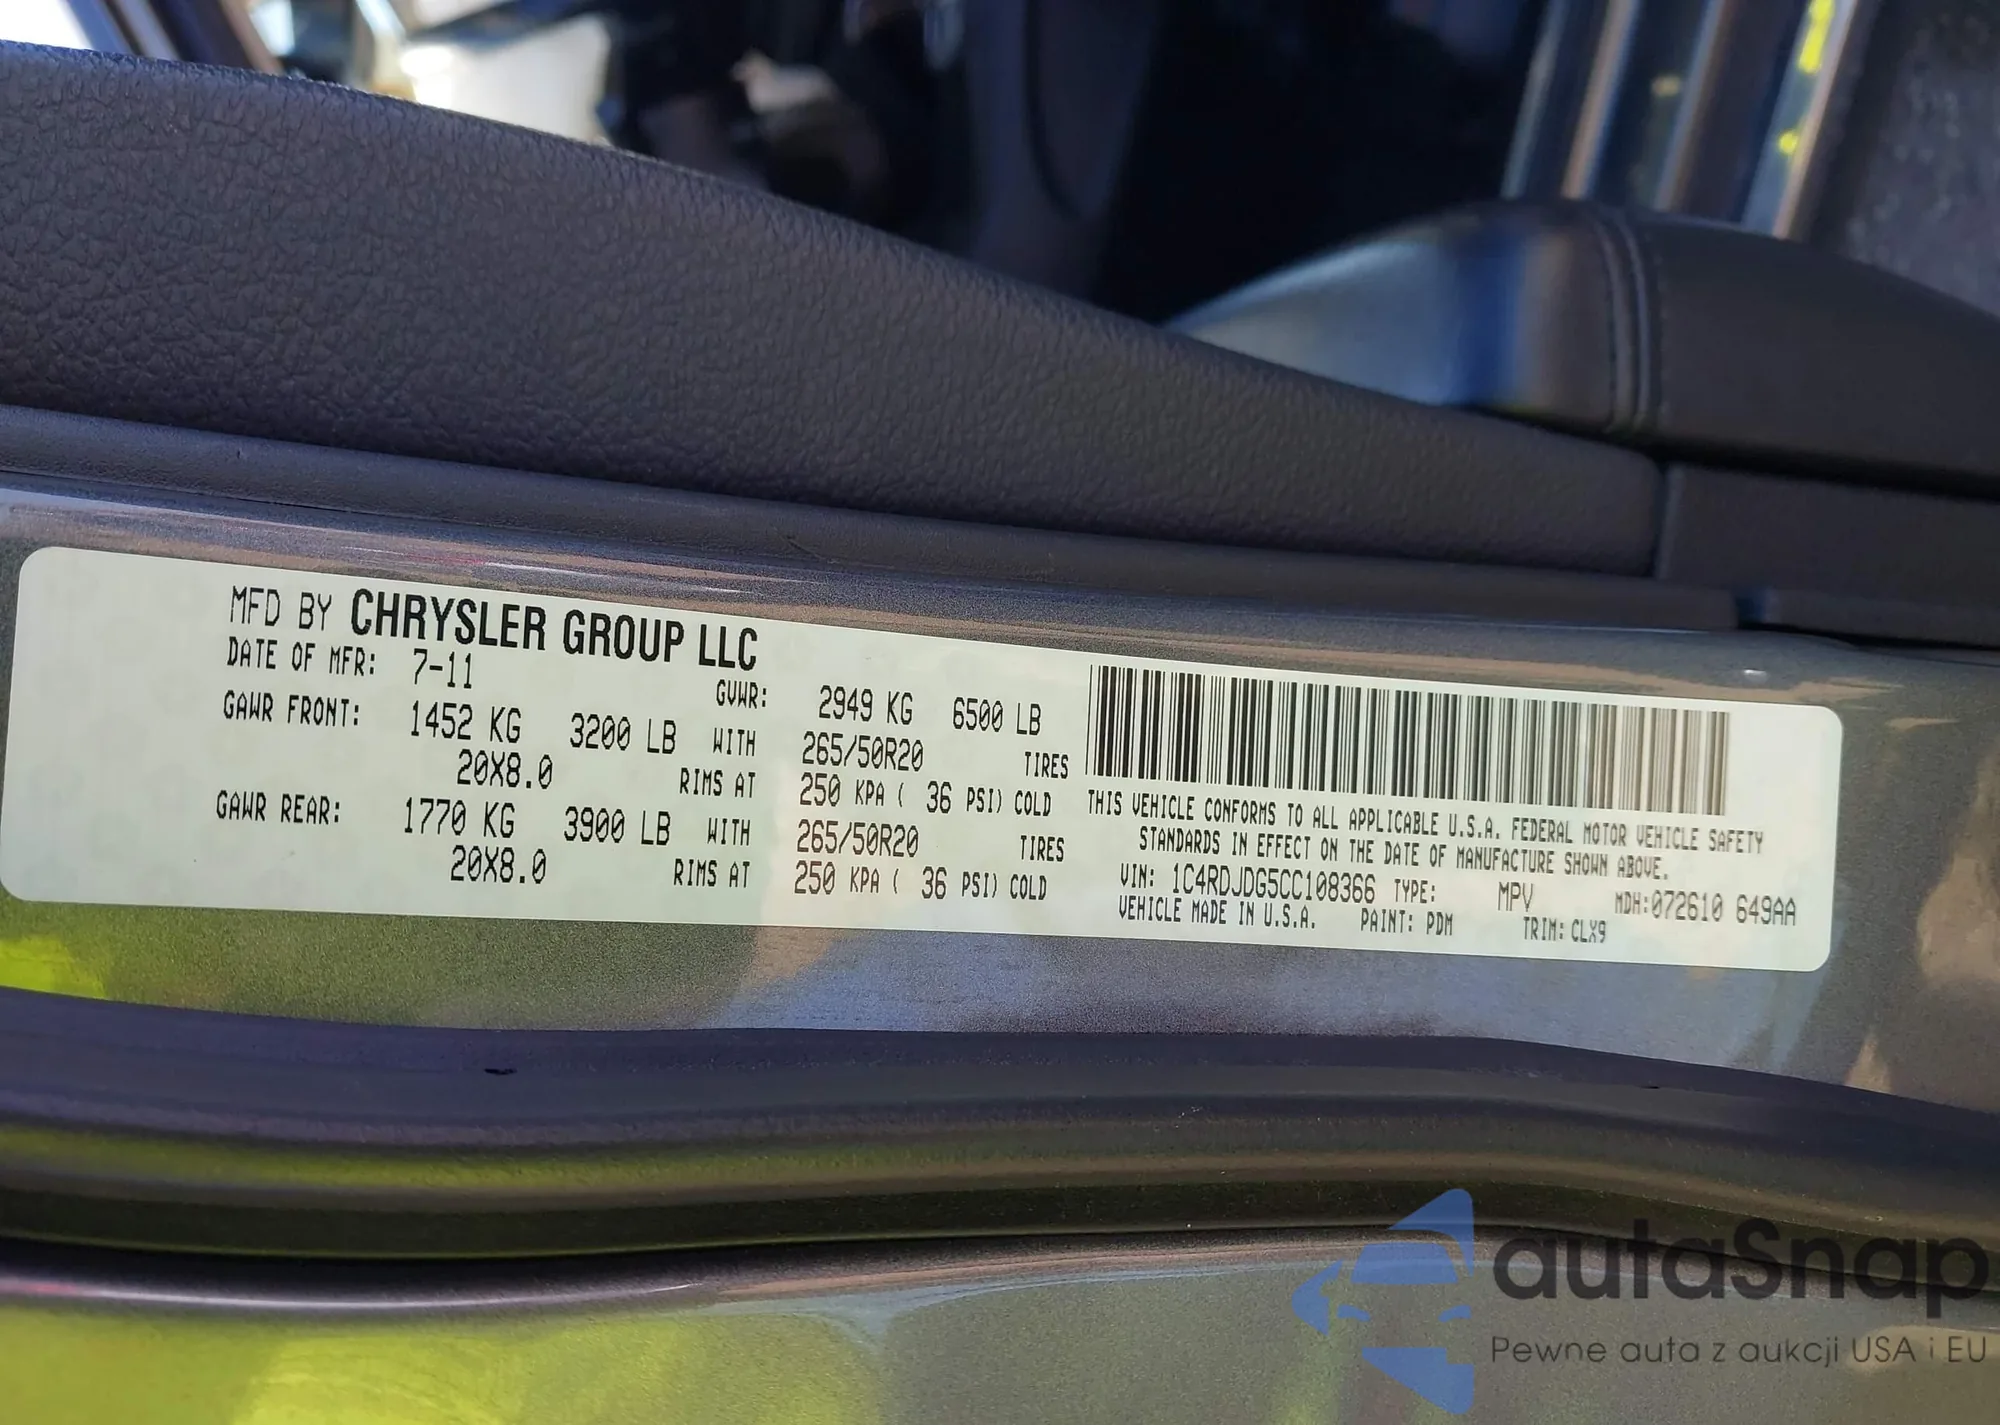 MFD BY CHRYSLER GROUP LLC
DATE OF MFR: 7-11 GVWR: 2949 KG 6500 LB
GAWR FRONT: 1452 KG 3200 LB WITH 265/50R20 TIRES
20X8.0 RIMS AT 250 KPA ( 36 PSI) COLD
GAWR REAR: 1770 KG 3900 LB WITH 265/50R20 TIRES
20X8.0 RIMS AT 250 KPA ( 36 PSI) COLD
THIS VEHICLE CONFORMS TO ALL APPLICABLE U.S.A. FEDERAL MOTOR VEHICLE SAFETY
STANDARDS IN EFFECT ON THE DATE OF MANUFACTURE SHOWN ABOVE.
VIN: 1C4RDJDG5CC108366 TYPE: MPV MDH:072610 649AA
VEHICLE MADE IN U.S.A. PAINT: PDM TRIM: CLX9
autaSnap
Pewne auta z aukcji USA i EU